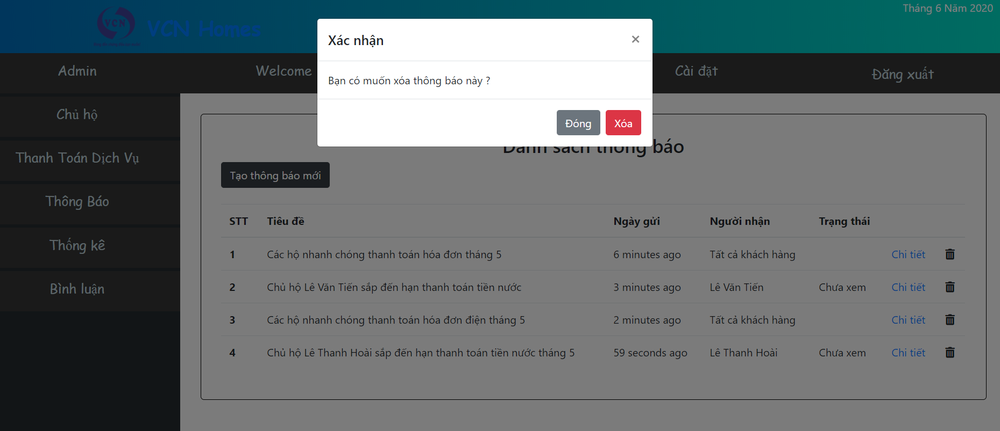 Tháng 6 Năm 2020
VCN
VCN Homes
Xác nhận
×
Bạn có muốn xóa thông báo này ?
Đóng Xóa
Admin Welcome Cài đặt Đăng xuất
Chủ hộ
Thanh Toán Dịch Vụ
Thông Báo
Thống kê
Bình luận
Danh sách thông báo
Tạo thông báo mới
STT Tiêu đề Ngày gửi Người nhận Trạng thái
1 Các hộ nhanh chóng thanh toán hóa đơn tháng 5 6 minutes ago Tất cả khách hàng Chi tiết
2 Chủ hộ Lê Văn Tiến sắp đến hạn thanh toán tiền nước 3 minutes ago Lê Văn Tiến Chưa xem Chi tiết
3 Các hộ nhanh chóng thanh toán hóa đơn điện tháng 5 2 minutes ago Tất cả khách hàng Chi tiết
4 Chủ hộ Lê Thanh Hoài sắp đến hạn thanh toán tiền nước tháng 5 59 seconds ago Lê Thanh Hoài Chưa xem Chi tiết